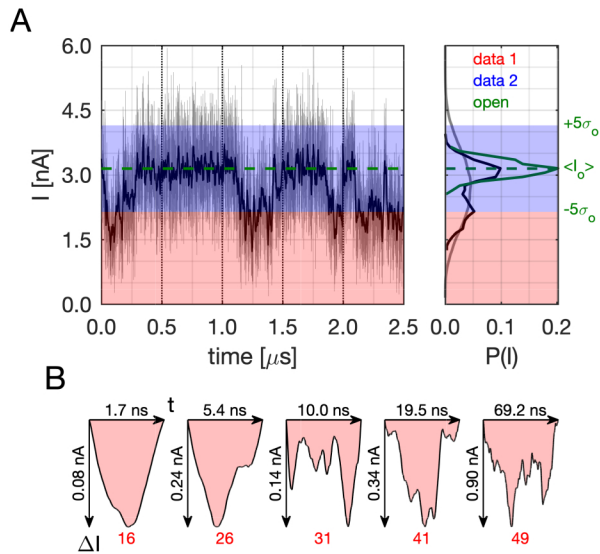 A
I [nA]
6.0
4.5
3.0
1.5
0.0
0.0 0.5 1.0 1.5 2.0 2.5
time [μs]
data 1
data 2
open
+5σo
<Io>
-5σo
0.0 0.1 0.2
P(I)
B
t
1.7 ns 5.4 ns 10.0 ns 19.5 ns 69.2 ns
0.08 nA 0.24 nA 0.14 nA 0.34 nA 0.90 nA
ΔI
16 26 31 41 49